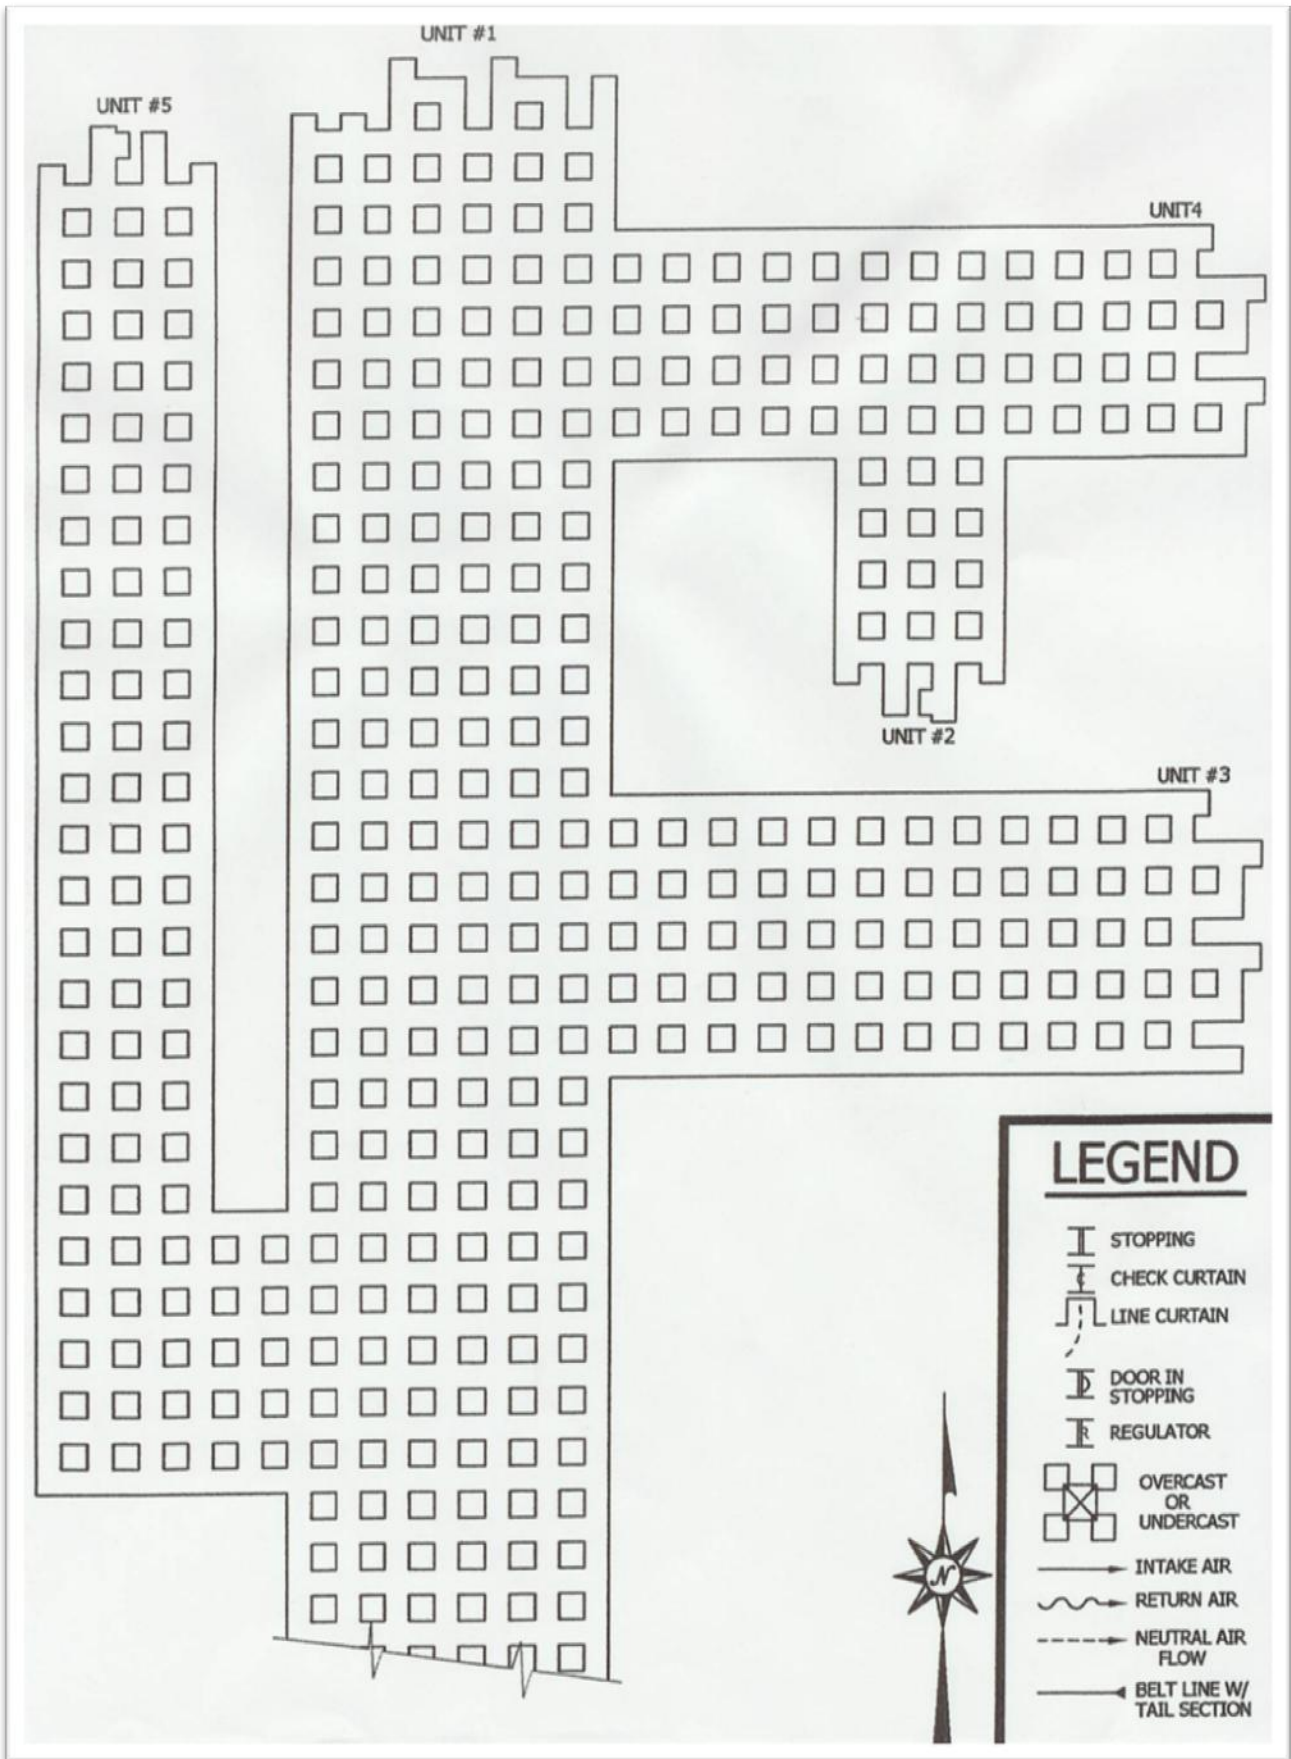 UNIT #1
UNIT #5
UNIT4
UNIT #2
UNIT #3
LEGEND
STOPPING
C
CHECK CURTAIN
LINE CURTAIN
D
DOOR IN
STOPPING
R
REGULATOR
OVERCAST
OR
UNDERCAST
N
INTAKE AIR
RETURN AIR
NEUTRAL AIR
FLOW
BELT LINE W/
TAIL SECTION